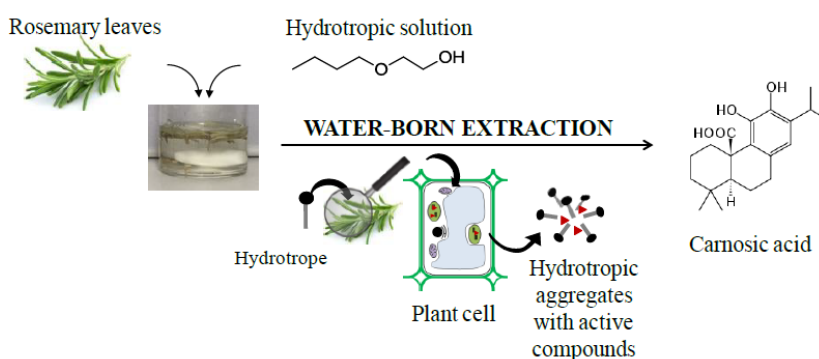 Rosemary leaves
Hydrotropic solution
O
OH
WATER-BORN EXTRACTION
OH
HO
HOOC
H
Carnosic acid
Hydrotrope
Plant cell
Hydrotropic
aggregates
with active
compounds